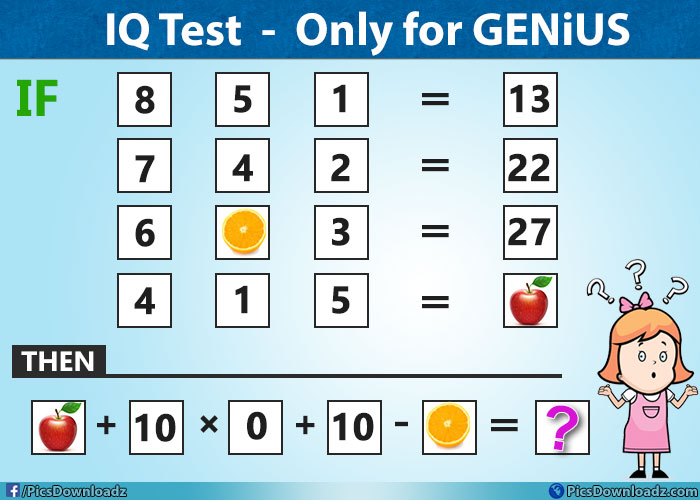 IQ Test - Only for GENiUS
IF 8 5 1 = 13
7 4 2 = 22
6 3 = 27
4 1 5 =
THEN
+ 10 × 0 + 10 - = ?
f /PicsDownloadz
PicsDownloadz.com